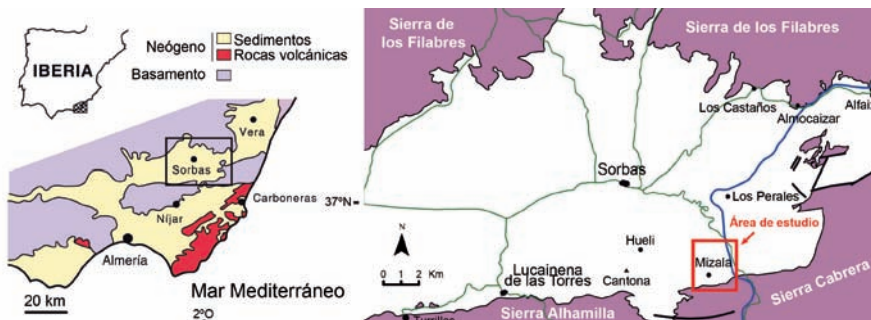 IBERIA
Neógeno
Sedimentos
Rocas volcánicas
Basamento
Vera
Sorbas
Níjar
Carboneras
Almería
37ºN
20 km
Mar Mediterráneo
2ºO
Sierra de
los Filabres
Sierra de los Filabres
Los Castaños
Almocaizar
Sorbas
Los Perales
Área de estudio
N
0 1 2 Km
Hueli
Mizala
Lucainena
de las Torres
Cantona
Sierra Cabrera
Sierra Alhamilla